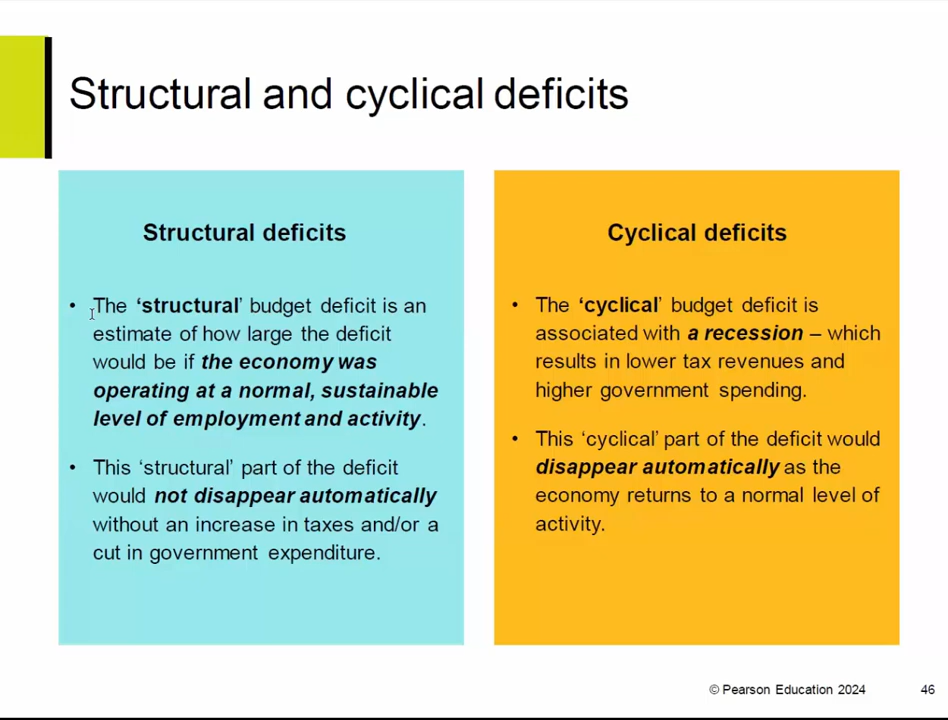 Structural and cyclical deficits
Structural deficits
• The ‘structural’ budget deficit is an
estimate of how large the deficit
would be if the economy was
operating at a normal, sustainable
level of employment and activity.
• This ‘structural’ part of the deficit
would not disappear automatically
without an increase in taxes and/or a
cut in government expenditure.
Cyclical deficits
• The ‘cyclical’ budget deficit is
associated with a recession – which
results in lower tax revenues and
higher government spending.
• This ‘cyclical’ part of the deficit would
disappear automatically as the
economy returns to a normal level of
activity.
© Pearson Education 2024
46